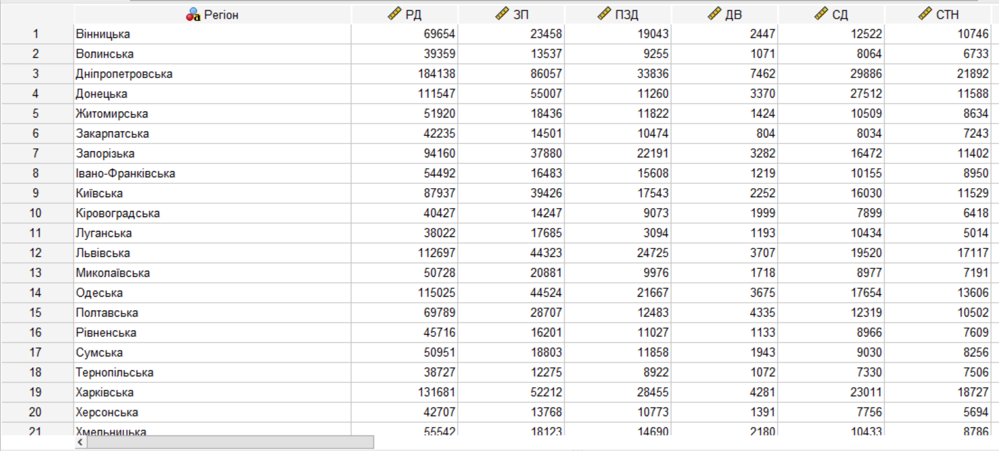 Регіон РД ЗП ПЗД ДВ СД СТН
1 Вінницька 69654 23458 19043 2447 12522 10746
2 Волинська 39359 13537 9255 1071 8064 6733
3 Дніпропетровська 184138 86057 33836 7462 29886 21892
4 Донецька 111547 55007 11260 3370 27512 11588
5 Житомирська 51920 18436 11822 1424 10509 8634
6 Закарпатська 42235 14501 10474 804 8034 7243
7 Запорізька 94160 37880 22191 3282 16472 11402
8 Івано-Франківська 54492 16483 15608 1219 10155 8950
9 Київська 87937 39426 17543 2252 16030 11529
10 Кіровоградська 40427 14247 9073 1999 7899 6418
11 Луганська 38022 17685 3094 1193 10434 5014
12 Львівська 112697 44323 24725 3707 19520 17117
13 Миколаївська 50728 20881 9976 1718 8977 7191
14 Одеська 115025 44524 21667 3675 17654 13606
15 Полтавська 69789 28707 12483 4335 12319 10502
16 Рівненська 45716 16201 11027 1133 8966 7609
17 Сумська 50951 18803 11858 1943 9030 8256
18 Тернопільська 38727 12275 8922 1072 7330 7506
19 Харківська 131681 52212 28455 4281 23011 18727
20 Херсонська 42707 13768 10773 1391 7756 5694
21 Хмельницька 55542 18123 14690 2180 10433 8786